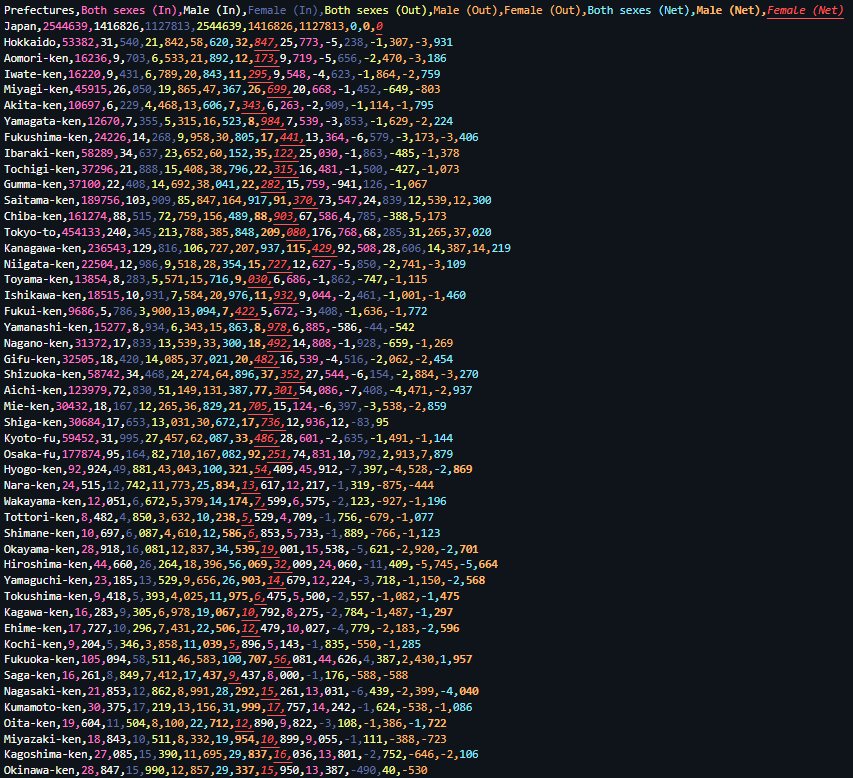 Prefectures,Both sexes (In),Male (In),Female (In),Both sexes (Out),Male (Out),Female (Out),Both sexes (Net),Male (Net),Female (Net)
Japan,2544639,1416826,1127813,2544639,1416826,1127813,0,0,0
Hokkaido,53382,31,540,21,842,58,620,32,847,25,773,-5,238,-1,307,-3,931
Aomori-ken,16236,9,703,6,533,21,892,12,173,9,719,-5,656,-2,470,-3,186
Iwate-ken,16220,9,431,6,789,20,843,11,295,9,548,-4,623,-1,864,-2,759
Miyagi-ken,45915,26,050,19,865,47,367,26,699,20,668,-1,452,-649,-803
Akita-ken,10697,6,229,4,468,13,606,7,343,6,263,-2,909,-1,114,-1,795
Yamagata-ken,12670,7,355,5,315,16,523,8,984,7,539,-3,853,-1,629,-2,224
Fukushima-ken,24226,14,268,9,958,30,805,17,441,13,364,-6,579,-3,173,-3,406
Ibaraki-ken,58289,34,637,23,652,60,152,35,122,25,030,-1,863,-485,-1,378
Tochigi-ken,37296,21,888,15,408,38,796,22,315,16,481,-1,500,-427,-1,073
Gumma-ken,37100,22,408,14,692,38,041,22,282,15,759,-941,126,-1,067
Saitama-ken,189756,103,909,85,847,164,917,91,370,73,547,24,839,12,539,12,300
Chiba-ken,161274,88,515,72,759,156,489,88,903,67,586,4,785,-388,5,173
Tokyo-to,454133,240,345,213,788,385,848,209,080,176,768,68,285,31,265,37,020
Kanagawa-ken,236543,129,816,106,727,207,937,115,429,92,508,28,606,14,387,14,219
Niigata-ken,22504,12,986,9,518,28,354,15,727,12,627,-5,850,-2,741,-3,109
Toyama-ken,13854,8,283,5,571,15,716,9,030,6,686,-1,862,-747,-1,115
Ishikawa-ken,18515,10,931,7,584,20,976,11,932,9,044,-2,461,-1,001,-1,460
Fukui-ken,9686,5,786,3,900,13,094,7,422,5,672,-3,408,-1,636,-1,772
Yamanashi-ken,15277,8,934,6,343,15,863,8,978,6,885,-586,-44,-542
Nagano-ken,31372,17,833,13,539,33,300,18,492,14,808,-1,928,-659,-1,269
Gifu-ken,32505,18,420,14,085,37,021,20,482,16,539,-4,516,-2,062,-2,454
Shizuoka-ken,58742,34,468,24,274,64,896,37,352,27,544,-6,154,-2,884,-3,270
Aichi-ken,123979,72,830,51,149,131,387,77,301,54,086,-7,408,-4,471,-2,937
Mie-ken,30432,18,167,12,265,36,829,21,705,15,124,-6,397,-3,538,-2,859
Shiga-ken,30684,17,653,13,031,30,672,17,736,12,936,12,-83,95
Kyoto-fu,59452,31,995,27,457,62,087,33,486,28,601,-2,635,-1,491,-1,144
Osaka-fu,177874,95,164,82,710,167,082,92,251,74,831,10,792,2,913,7,879
Hyogo-ken,92,924,49,881,43,043,100,321,54,409,45,912,-7,397,-4,528,-2,869
Nara-ken,24,515,12,742,11,773,25,834,13,617,12,217,-1,319,-875,-444
Wakayama-ken,12,051,6,672,5,379,14,174,7,599,6,575,-2,123,-927,-1,196
Tottori-ken,8,482,4,850,3,632,10,238,5,529,4,709,-1,756,-679,-1,077
Shimane-ken,10,697,6,087,4,610,12,586,6,853,5,733,-1,889,-766,-1,123
Okayama-ken,28,918,16,081,12,837,34,539,19,001,15,538,-5,621,-2,920,-2,701
Hiroshima-ken,44,660,26,264,18,396,56,069,32,009,24,060,-11,409,-5,745,-5,664
Yamaguchi-ken,23,185,13,529,9,656,26,903,14,679,12,224,-3,718,-1,150,-2,568
Tokushima-ken,9,418,5,393,4,025,11,975,6,475,5,500,-2,557,-1,082,-1,475
Kagawa-ken,16,283,9,305,6,978,19,067,10,792,8,275,-2,784,-1,487,-1,297
Ehime-ken,17,727,10,296,7,431,22,506,12,479,10,027,-4,779,-2,183,-2,596
Kochi-ken,9,204,5,346,3,858,11,039,5,896,5,143,-1,835,-550,-1,285
Fukuoka-ken,105,094,58,511,46,583,100,707,56,081,44,626,4,387,2,430,1,957
Saga-ken,16,261,8,849,7,412,17,437,9,437,8,000,-1,176,-588,-588
Nagasaki-ken,21,853,12,862,8,991,28,292,15,261,13,031,-6,439,-2,399,-4,040
Kumamoto-ken,30,375,17,219,13,156,31,999,17,757,14,242,-1,624,-538,-1,086
Oita-ken,19,604,11,504,8,100,22,712,12,890,9,822,-3,108,-1,386,-1,722
Miyazaki-ken,18,843,10,511,8,332,19,954,10,899,9,055,-1,111,-388,-723
Kagoshima-ken,27,085,15,390,11,695,29,837,16,036,13,801,-2,752,-646,-2,106
Okinawa-ken,28,847,15,990,12,857,29,337,15,950,13,387,-490,40,-530